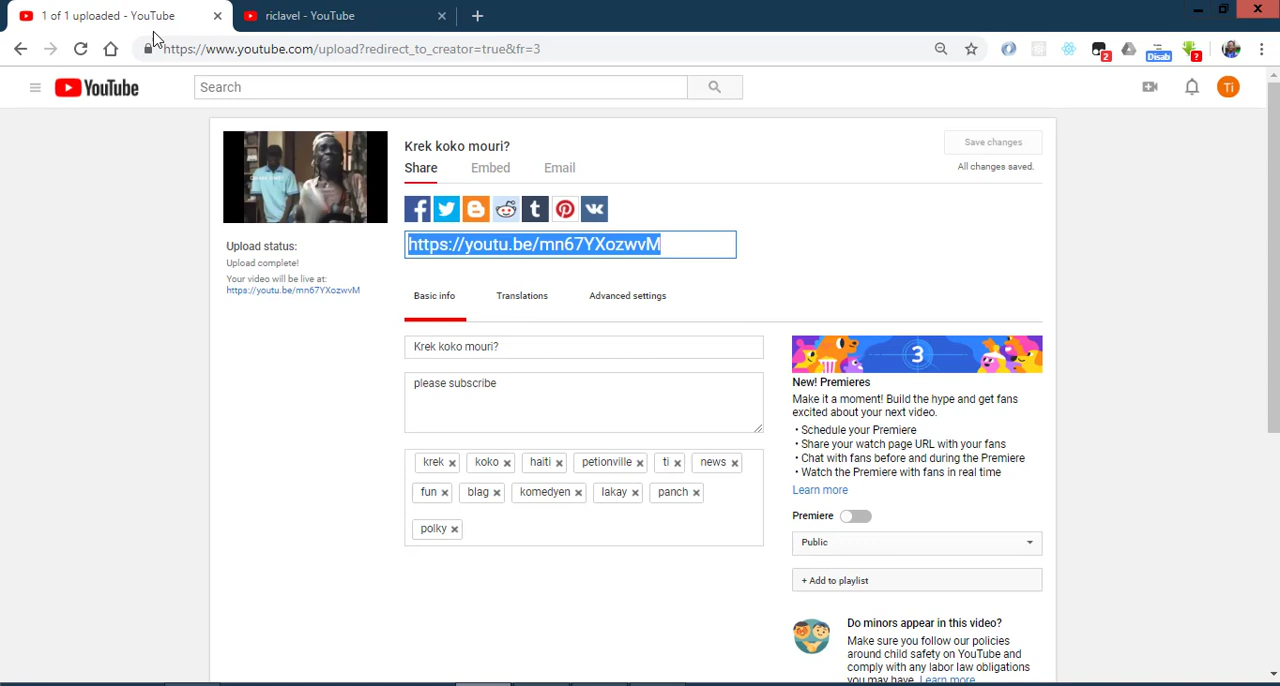 1 of 1 uploaded - YouTube
riclavel - YouTube
https://www.youtube.com/upload?redirect_to_creator=true&fr=3
2
Disab
?
YouTube
Search
Ti
Krek koko mouri?
Save changes
Share
Embed
Email
All changes saved.
https://youtu.be/mn67YXozwvM
Upload status:
Upload complete!
Your video will be live at:
https://youtu.be/mn67YXozwvM
Basic info
Translations
Advanced settings
Krek koko mouri?
please subscribe
krek
koko
haiti
petionville
ti
news
fun
blag
komedyen
lakay
panch
polky
3
New! Premieres
Make it a moment! Build the hype and get fans
excited about your next video.
• Schedule your Premiere
• Share your watch page URL with your fans
• Chat with fans before and during the Premiere
• Watch the Premiere with fans in real time
Learn more
Premiere
Public
+ Add to playlist
Do minors appear in this video?
Make sure you follow our policies
around child safety on YouTube and
comply with any labor law obligations
you may have. Learn more